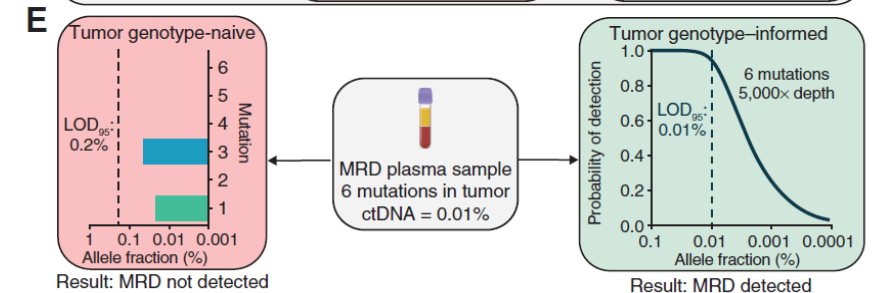 E
Tumor genotype-naive
LOD95:
0.2%
6
5
4
3
2
1
Mutation
1 0.1 0.01 0.001
Allele fraction (%)
Result: MRD not detected
MRD plasma sample
6 mutations in tumor
ctDNA = 0.01%
Tumor genotype–informed
Probability of detection
1.0
0.8
0.6
0.4
0.2
0.0
6 mutations
5,000× depth
LOD95:
0.01%
0.1 0.01 0.001 0.0001
Allele fraction (%)
Result: MRD detected